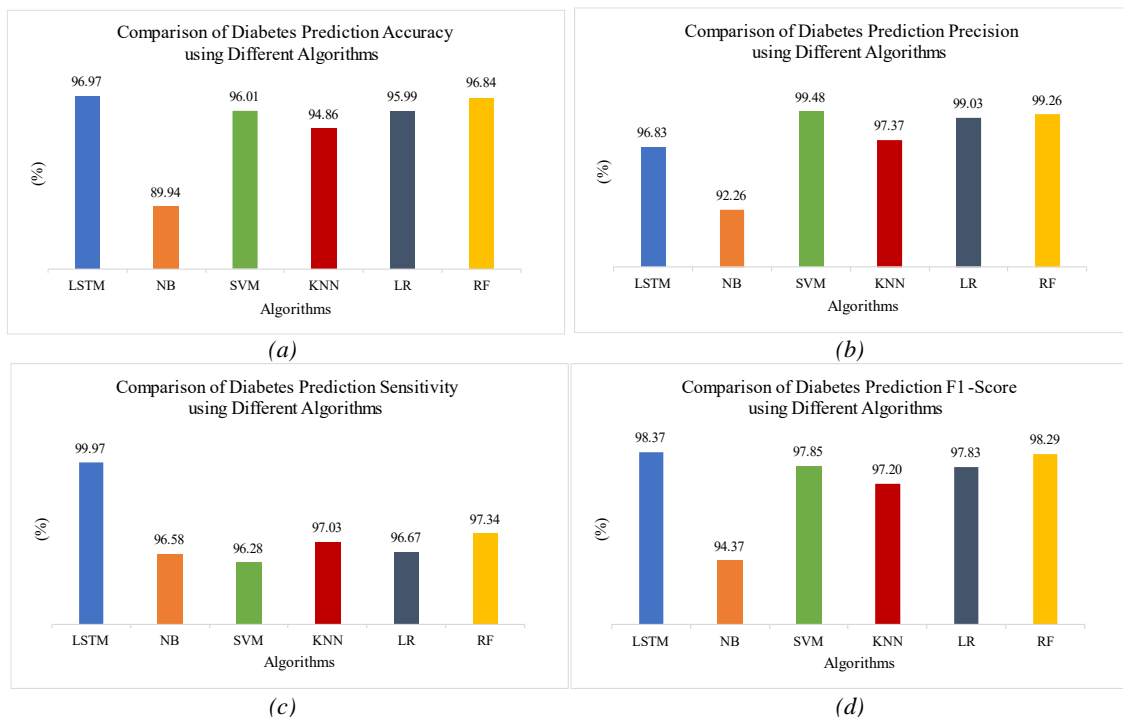 Comparison of Diabetes Prediction Accuracy
using Different Algorithms
96.97
89.94
96.01
94.86
95.99
96.84
(%)
LSTM NB SVM KNN LR RF
Algorithms
(a)
Comparison of Diabetes Prediction Precision
using Different Algorithms
96.83
92.26
99.48
97.37
99.03
99.26
(%)
LSTM NB SVM KNN LR RF
Algorithms
(b)
Comparison of Diabetes Prediction Sensitivity
using Different Algorithms
99.97
96.58
96.28
97.03
96.67
97.34
(%)
LSTM NB SVM KNN LR RF
Algorithms
(c)
Comparison of Diabetes Prediction F1-Score
using Different Algorithms
98.37
94.37
97.85
97.20
97.83
98.29
(%)
LSTM NB SVM KNN LR RF
Algorithms
(d)